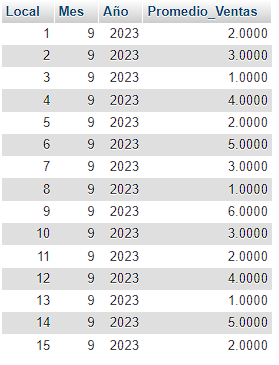 Local Mes Año Promedio_Ventas
1 9 2023 2.0000
2 9 2023 3.0000
3 9 2023 1.0000
4 9 2023 4.0000
5 9 2023 2.0000
6 9 2023 5.0000
7 9 2023 3.0000
8 9 2023 1.0000
9 9 2023 6.0000
10 9 2023 3.0000
11 9 2023 2.0000
12 9 2023 4.0000
13 9 2023 1.0000
14 9 2023 5.0000
15 9 2023 2.0000